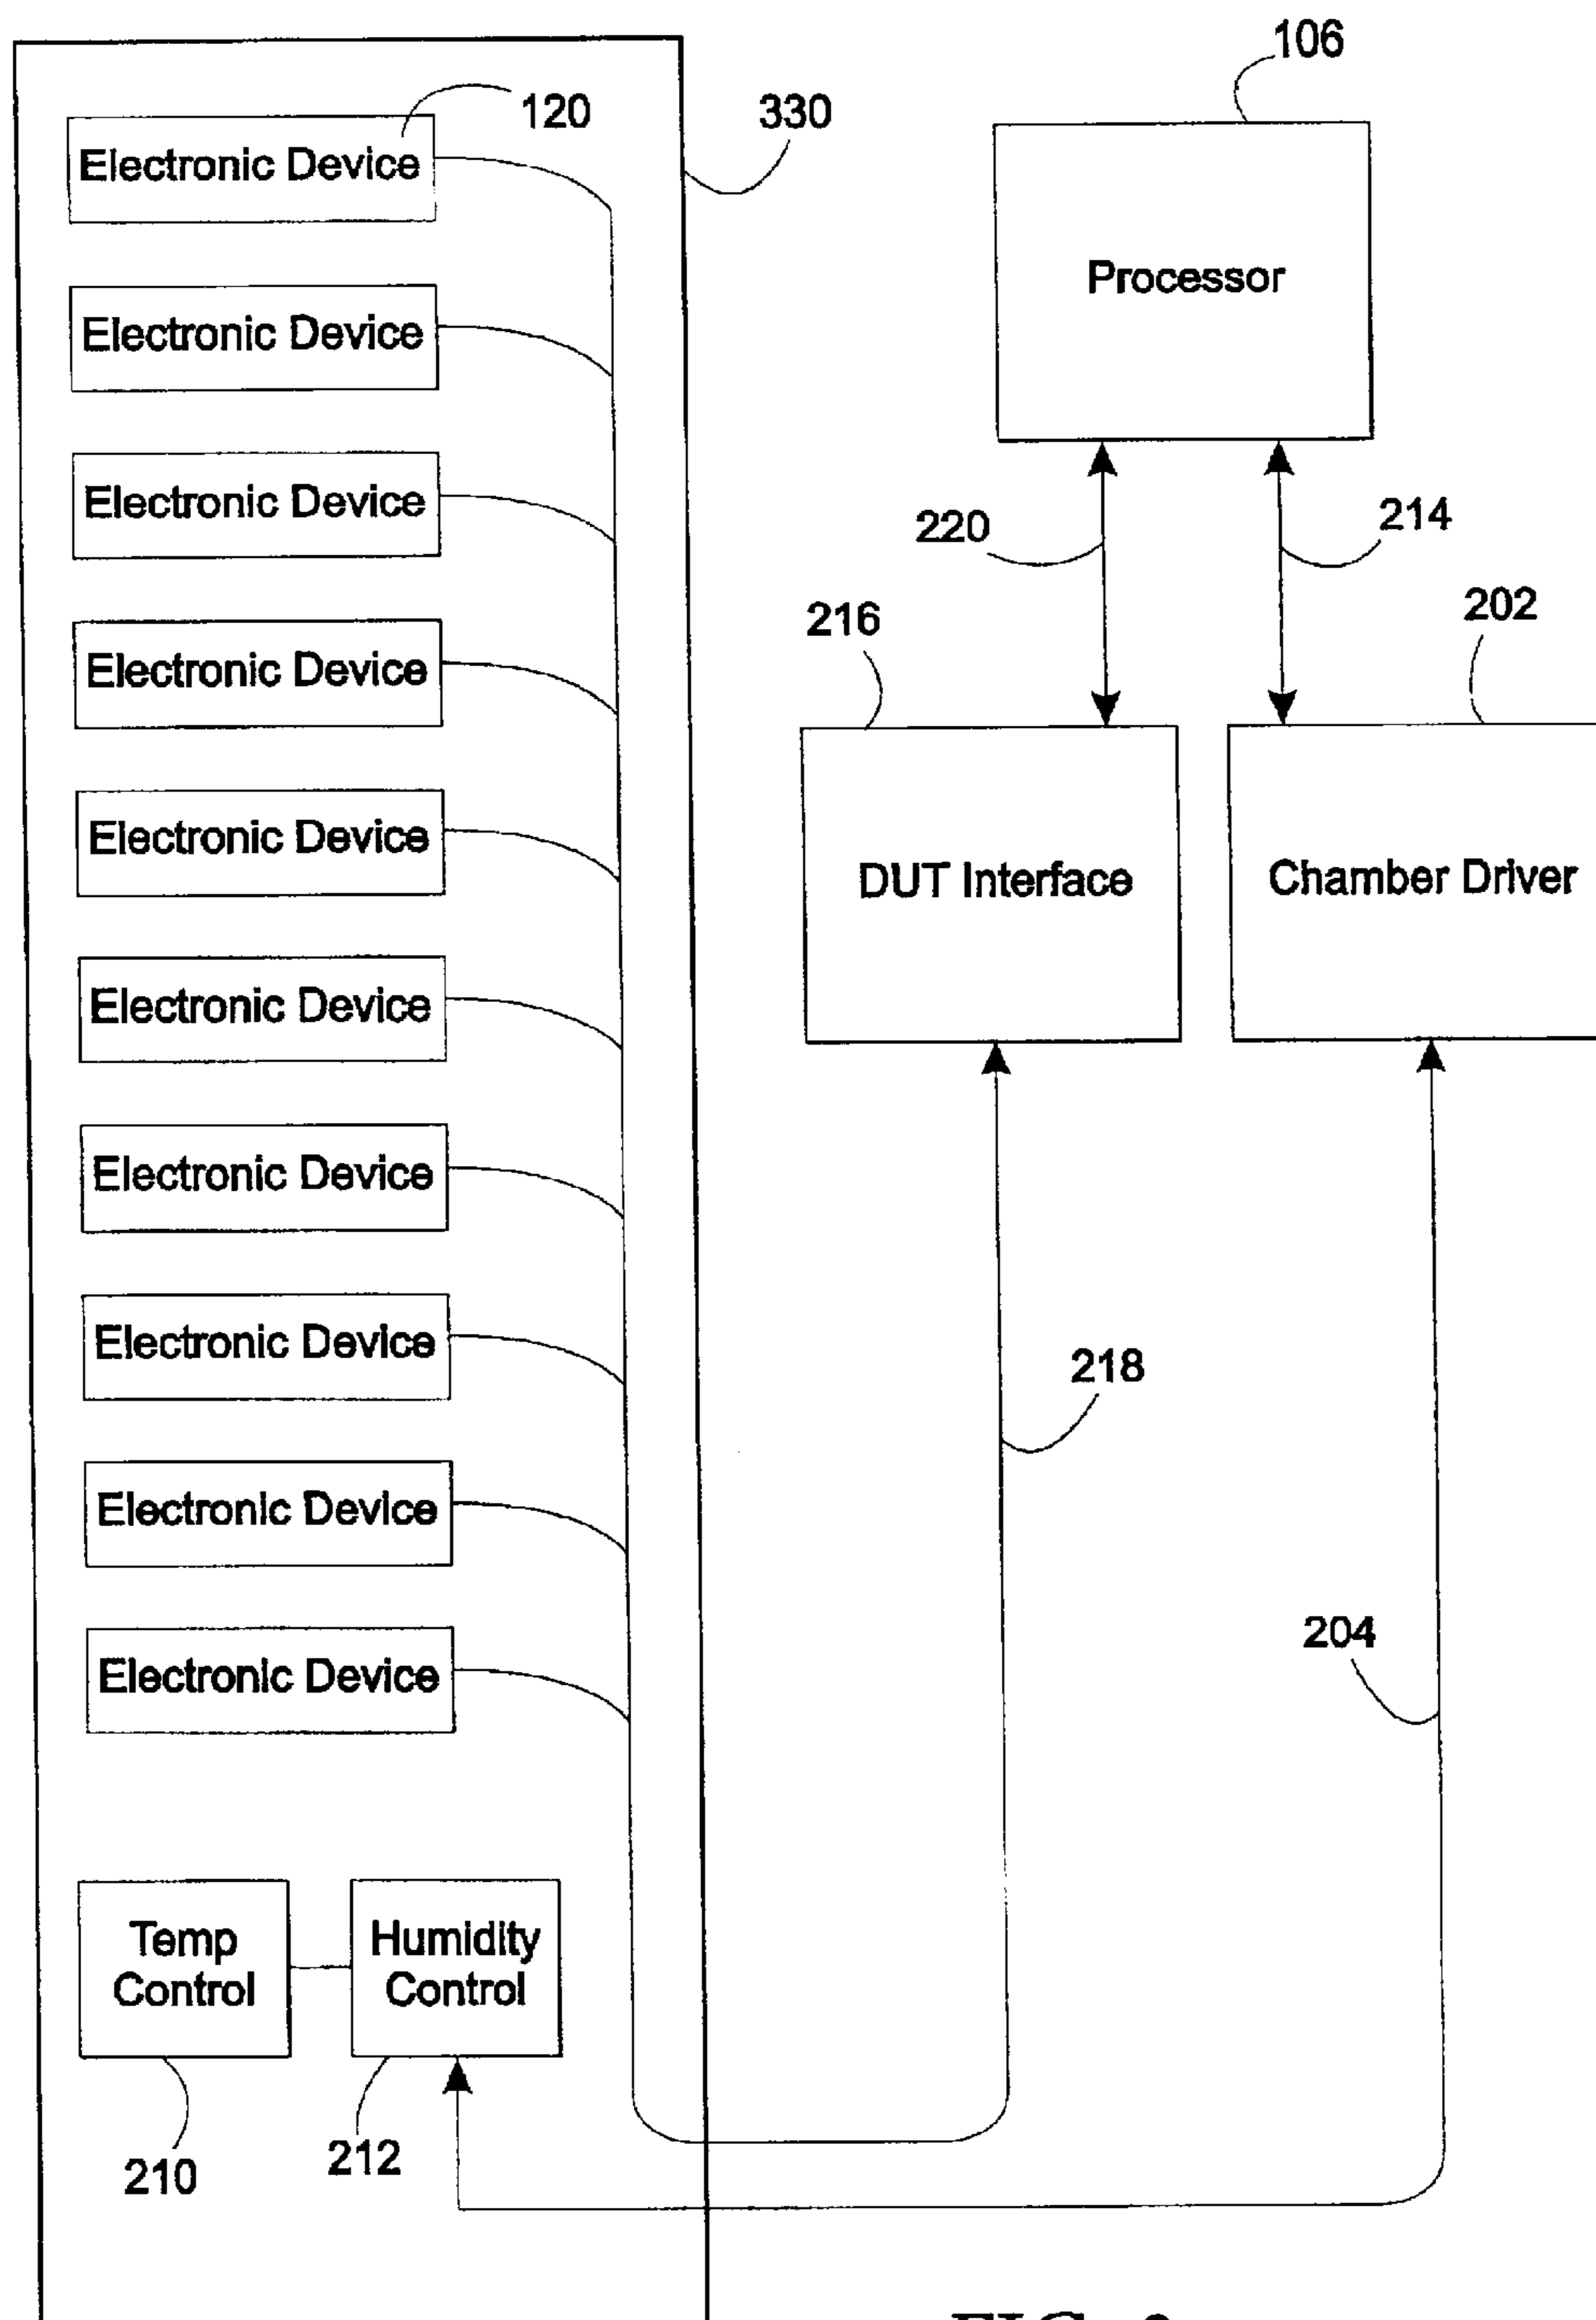 106
120
330
Electronic Device
Processor
Electronic Device
Electronic Device
220
214
202
216
Electronic Device
Electronic Device
DUT Interface
Chamber Driver
Electronic Device
Electronic Device
Electronic Device
218
Electronic Device
204
Electronic Device
Temp
Control
Humidity
Control
210
212